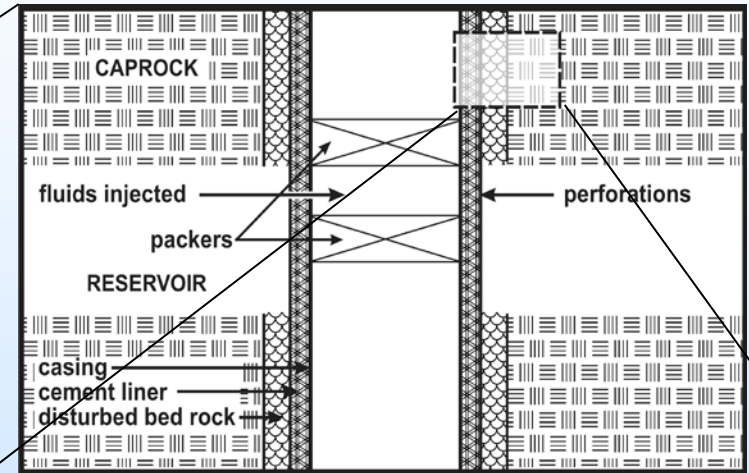 CAPROCK
fluids injected
perforations
packers
RESERVOIR
casing
cement liner
disturbed bed rock